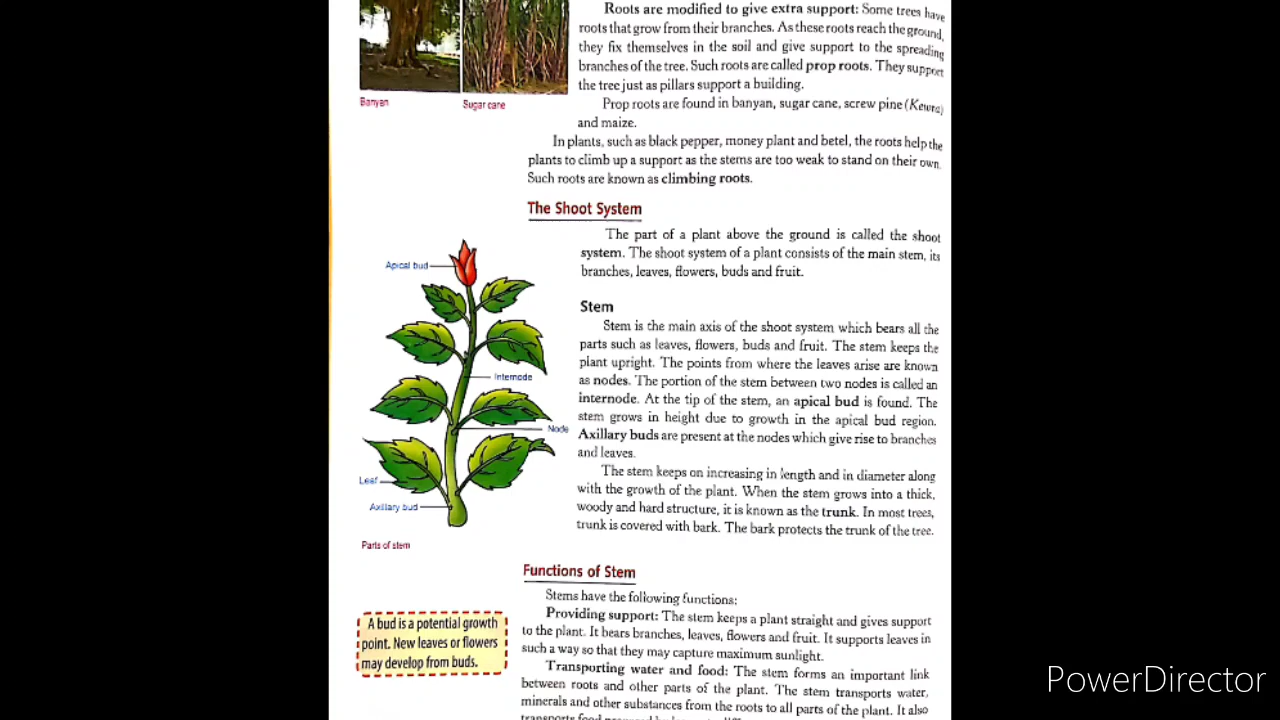 Roots are modified to give extra support: Some trees have
roots that grow from their branches. As these roots reach the ground,
they fix themselves in the soil and give support to the spreading
branches of the tree. Such roots are called prop roots. They support
the tree just as pillars support a building.
Banyan
Sugar cane
Prop roots are found in banyan, sugar cane, screw pine (Kewra)
and maize.
In plants, such as black pepper, money plant and betel, the roots help the
plants to climb up a support as the stems are too weak to stand on their own.
Such roots are known as climbing roots.
The Shoot System
The part of a plant above the ground is called the shoot
system. The shoot system of a plant consists of the main stem, its
branches, leaves, flowers, buds and fruit.
Stem
Stem is the main axis of the shoot system which bears all the
parts such as leaves, flowers, buds and fruit. The stem keeps the
plant upright. The points from where the leaves arise are known
as nodes. The portion of the stem between two nodes is called an
internode. At the tip of the stem, an apical bud is found. The
stem grows in height due to growth in the apical bud region.
Axillary buds are present at the nodes which give rise to branches
and leaves.
The stem keeps on increasing in length and in diameter along
with the growth of the plant. When the stem grows into a thick,
woody and hard structure, it is known as the trunk. In most trees,
trunk is covered with bark. The bark protects the trunk of the tree.
Apical bud
Internode
Node
Leaf
Axillary bud
Parts of stem
Functions of Stem
Stems have the following functions:
Providing support: The stem keeps a plant straight and gives support
to the plant. It bears branches, leaves, flowers and fruit. It supports leaves in
such a way so that they may capture maximum sunlight.
Transporting water and food: The stem forms an important link
between roots and other parts of the plant. The stem transports water,
minerals and other substances from the roots to all parts of the plant. It also
transports food
A bud is a potential growth
point. New leaves or flowers
may develop from buds.
PowerDirector